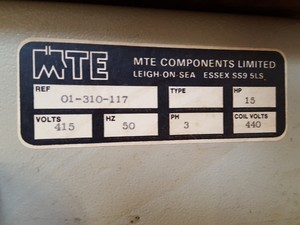 MTE
MTE COMPONENTS LIMITED
LEIGH-ON-SEA ESSEX SS9 5LS
REF TYPE HP
01-310-117 15
VOLTS HZ PH COIL VOLTS
415 50 3 440